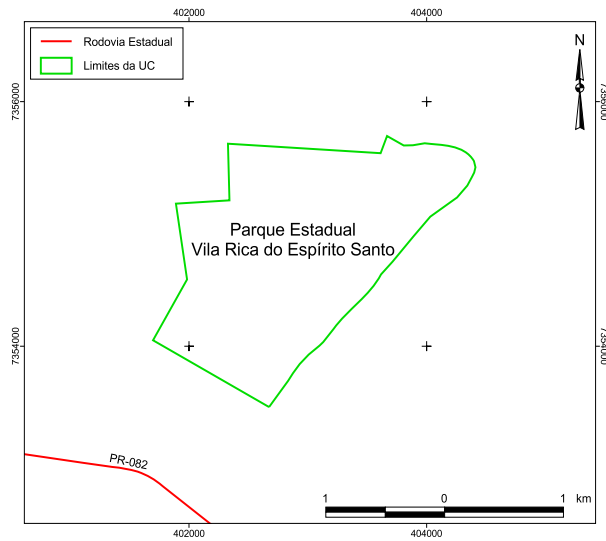 402000
404000
Rodovia Estadual
Limites da UC
N
7356000
7356000
Parque Estadual
Vila Rica do Espírito Santo
7354000
7354000
PR-082
1
0
1
km
402000
404000